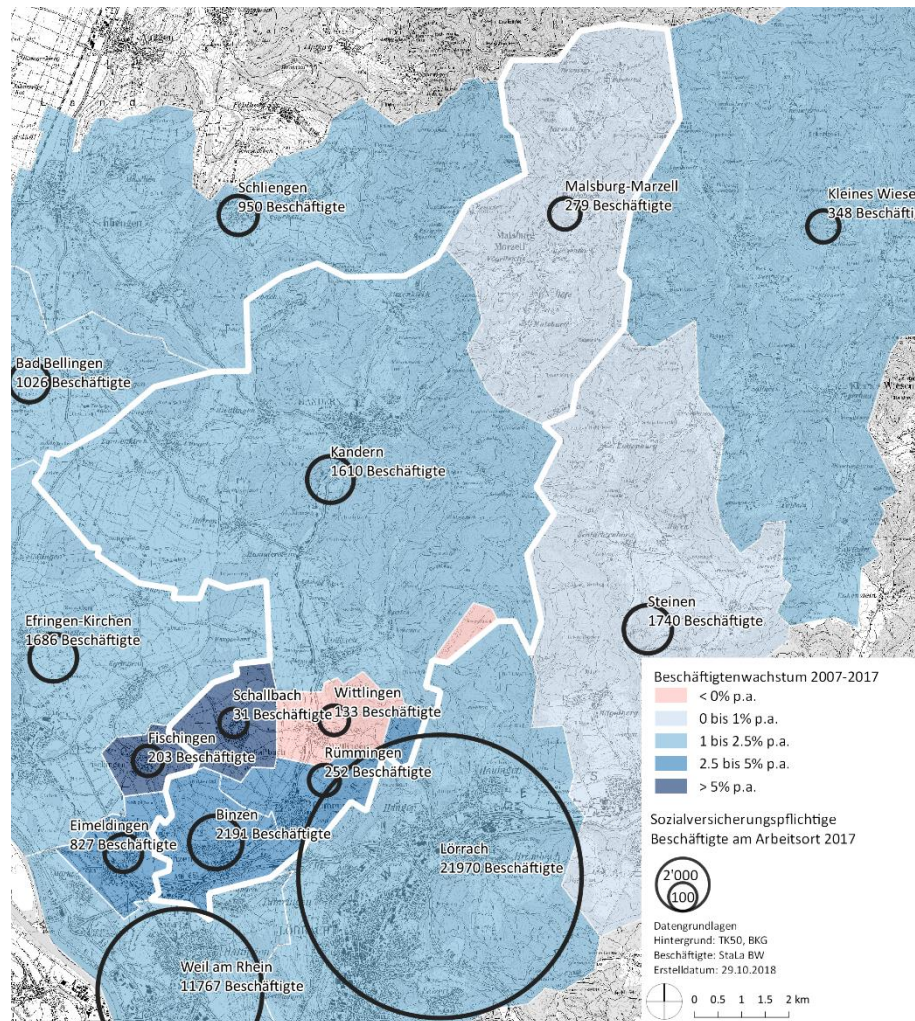 Schliengen
950 Beschäftigte
Malsburg-Marzell
279 Beschäftigte
Kleines Wiese
348 Beschäfti
Bad Bellingen
1026 Beschäftigte
Kandern
1610 Beschäftigte
Efringen-Kirchen
1686 Beschäftigte
Steinen
1740 Beschäftigte
Schallbach
31 Beschäftigte
Wittlingen
133 Beschäftigte
Fischingen
203 Beschäftigte
Rümmingen
252 Beschäftigte
Eimeldingen
827 Beschäftigte
Binzen
2191 Beschäftigte
Lörrach
21970 Beschäftigte
Weil am Rhein
11767 Beschäftigte
Beschäftigtenwachstum 2007-2017
< 0% p.a.
0 bis 1% p.a.
1 bis 2.5% p.a.
2.5 bis 5% p.a.
> 5% p.a.
Sozialversicherungspflichtige
Beschäftigte am Arbeitsort 2017
2'000
100
Datengrundlagen
Hintergrund: TK50, BKG
Beschäftigte: StaLa BW
Erstelldatum: 29.10.2018
0 0.5 1 1.5 2 km